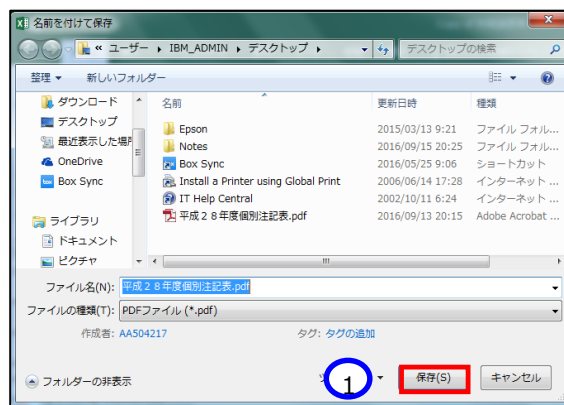 名前を付けて保存
« ユーザー ▸ IBM_ADMIN ▸ デスクトップ ▸
デスクトップの検索
整理 ▼ 新しいフォルダー
ダウンロード
デスクトップ
最近表示した場所
OneDrive
Box Sync
ライブラリ
ドキュメント
ピクチャ
名前 更新日時 種類
Epson 2015/03/13 9:21 ファイル フォル...
Notes 2016/09/15 20:25 ファイル フォル...
Box Sync 2016/05/25 9:06 ショートカット
Install a Printer using Global Print 2006/06/14 17:28 インターネット ...
IT Help Central 2002/10/11 6:24 インターネット ...
平成２８年度個別注記表.pdf 2016/09/13 20:15 Adobe Acrobat ...
ファイル名(N): 平成２８年度個別注記表.pdf
ファイルの種類(T): PDFファイル (*.pdf)
作成者: AA504217 タグ: タグの追加
フォルダーの非表示
1
保存(S)
キャンセル